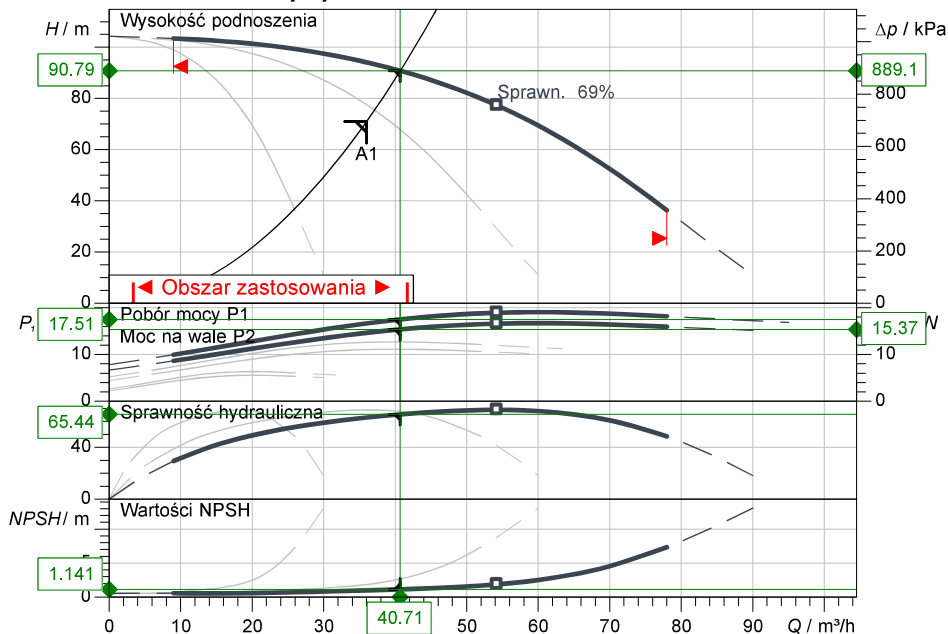 H / m
Wysokość podnoszenia
Δp / kPa
90.79
889.1
80
800
Sprawn. 69%
60
600
A1
40
400
20
200
0
0
Obszar zastosowania
P₁
17.51
Pobór mocy P1
15.37
Moc na wale P2
10
10
0
0
65.44
Sprawność hydrauliczna
40
0
NPSH / m
Wartości NPSH
1.141
0
0 10 20 30 40.71 50 60 70 80 90 Q / m³/h